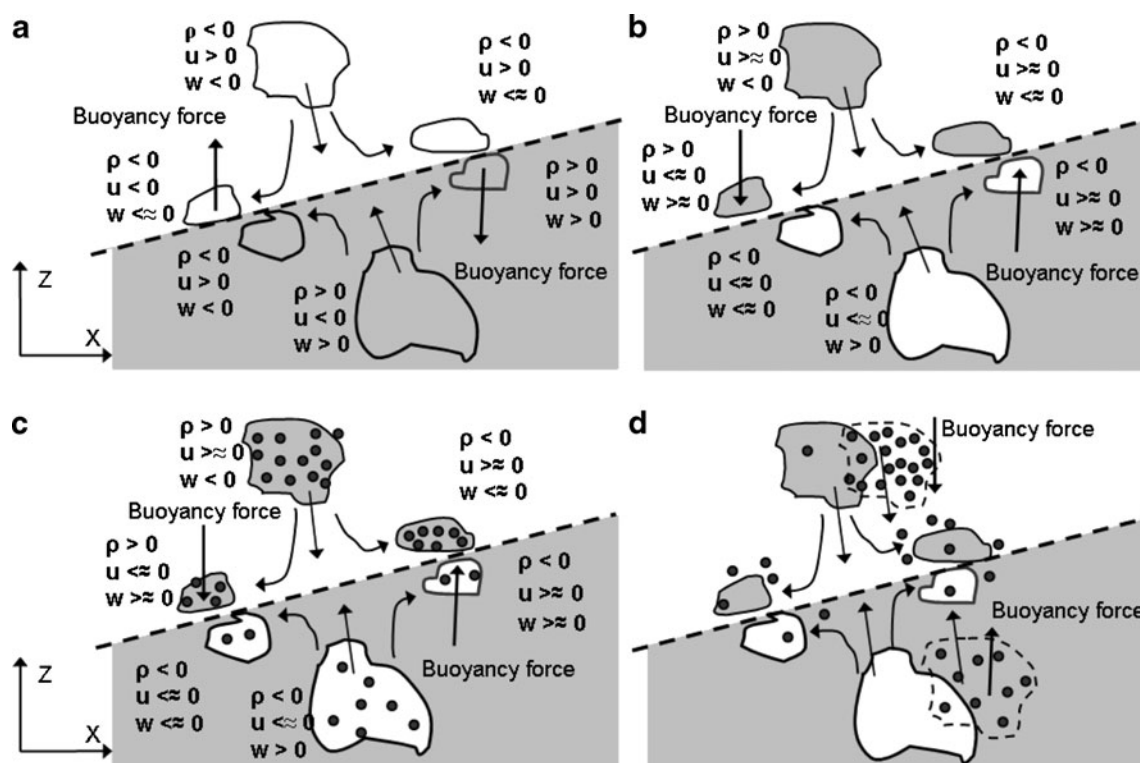 a
ρ < 0
u > 0
w < 0
ρ < 0
u > 0
w <≈ 0
Buoyancy force
ρ < 0
u < 0
w <≈ 0
ρ > 0
u > 0
w > 0
Buoyancy force
ρ < 0
u > 0
w < 0
ρ > 0
u < 0
w > 0
Z
X
b
ρ > 0
u >≈ 0
w < 0
ρ < 0
u >≈ 0
w <≈ 0
Buoyancy force
ρ > 0
u <≈ 0
w >≈ 0
ρ < 0
u >≈ 0
w >≈ 0
Buoyancy force
ρ < 0
u <≈ 0
w <≈ 0
ρ < 0
u <≈ 0
w > 0
c
ρ > 0
u >≈ 0
w < 0
ρ < 0
u >≈ 0
w <≈ 0
Buoyancy force
ρ > 0
u <≈ 0
w >≈ 0
ρ < 0
u >≈ 0
w >≈ 0
Buoyancy force
ρ < 0
u <≈ 0
w <≈ 0
ρ < 0
u <≈ 0
w > 0
Z
X
d
Buoyancy force
Buoyancy force